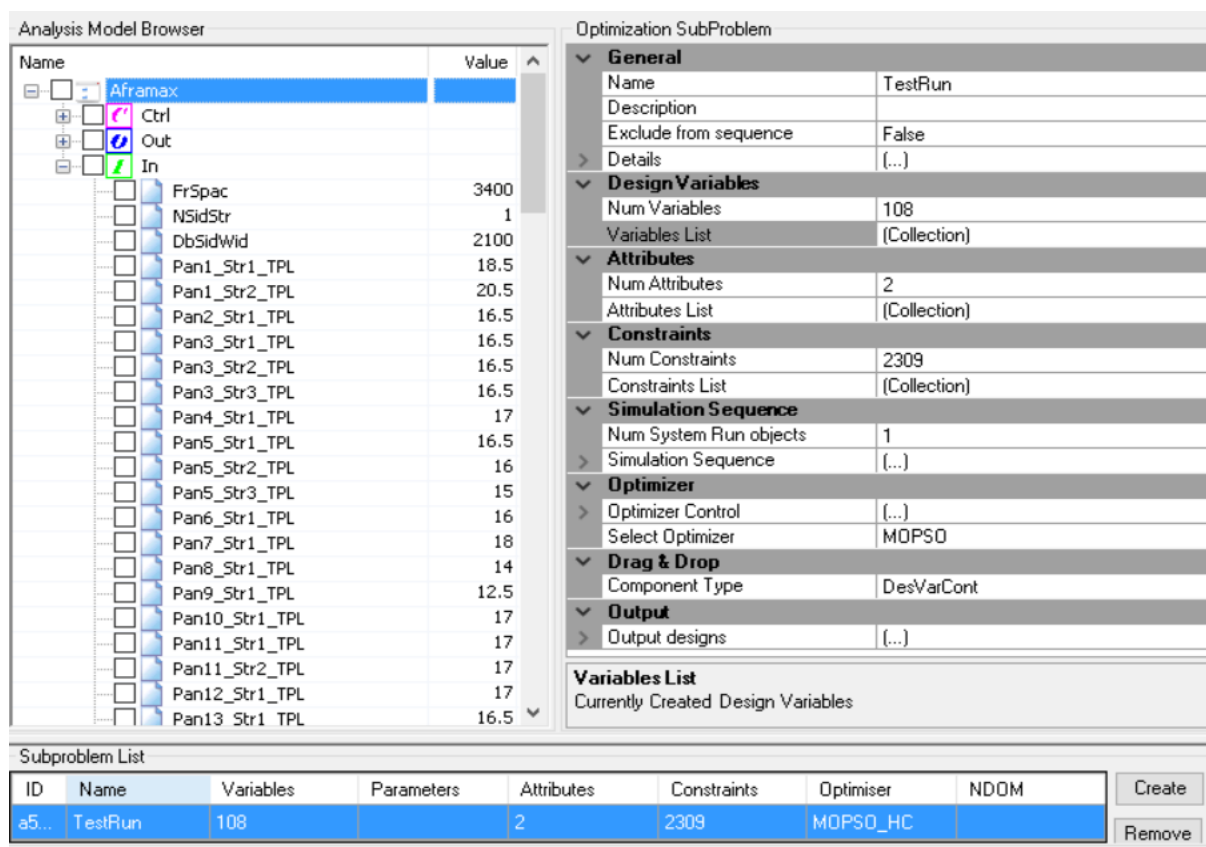 Analysis Model Browser
Name Value
Aframax
Ctrl
Out
In
FrSpac 3400
NSidStr 1
DbSidWid 2100
Pan1_Str1_TPL 18.5
Pan1_Str2_TPL 20.5
Pan2_Str1_TPL 16.5
Pan3_Str1_TPL 16.5
Pan3_Str2_TPL 16.5
Pan3_Str3_TPL 16.5
Pan4_Str1_TPL 17
Pan5_Str1_TPL 16.5
Pan5_Str2_TPL 16
Pan5_Str3_TPL 15
Pan6_Str1_TPL 16
Pan7_Str1_TPL 18
Pan8_Str1_TPL 14
Pan9_Str1_TPL 12.5
Pan10_Str1_TPL 17
Pan11_Str1_TPL 17
Pan11_Str2_TPL 17
Pan12_Str1_TPL 17
Pan13_Str1_TPL 16.5
Optimization SubProblem
General
Name TestRun
Description
Exclude from sequence False
Details (...)
Design Variables
Num Variables 108
Variables List (Collection)
Attributes
Num Attributes 2
Attributes List (Collection)
Constraints
Num Constraints 2309
Constraints List (Collection)
Simulation Sequence
Num System Run objects 1
Simulation Sequence (...)
Optimizer
Optimizer Control (...)
Select Optimizer MOPSO
Drag & Drop
Component Type DesVarCont
Output
Output designs (...)
Variables List
Currently Created Design Variables
Subproblem List
ID Name Variables Parameters Attributes Constraints Optimiser NDOM
a5... TestRun 108 2 2309 MOPSO_HC
Create
Remove